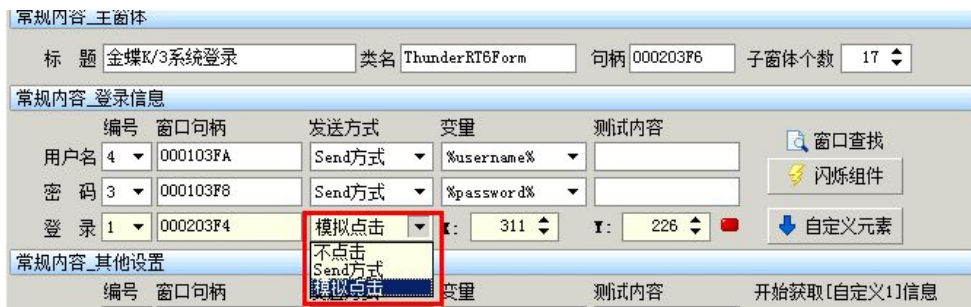 常规内容_主窗体
标 题 金蝶K/3系统登录 类名 ThunderRT6Form 句柄 000203F6 子窗体个数 17
常规内容_登录信息
编号 窗口句柄 发送方式 变量 测试内容
窗口查找
用户名 4 000103FA Send方式 %username%
闪烁组件
密 码 3 000103F8 Send方式 %password%
登 录 1 000203F4 模拟点击 X: 311 Y: 226 自定义元素
不点击
Send方式
模拟点击
常规内容_其他设置
编号 窗口句柄 变量 测试内容 开始获取[自定义1]信息